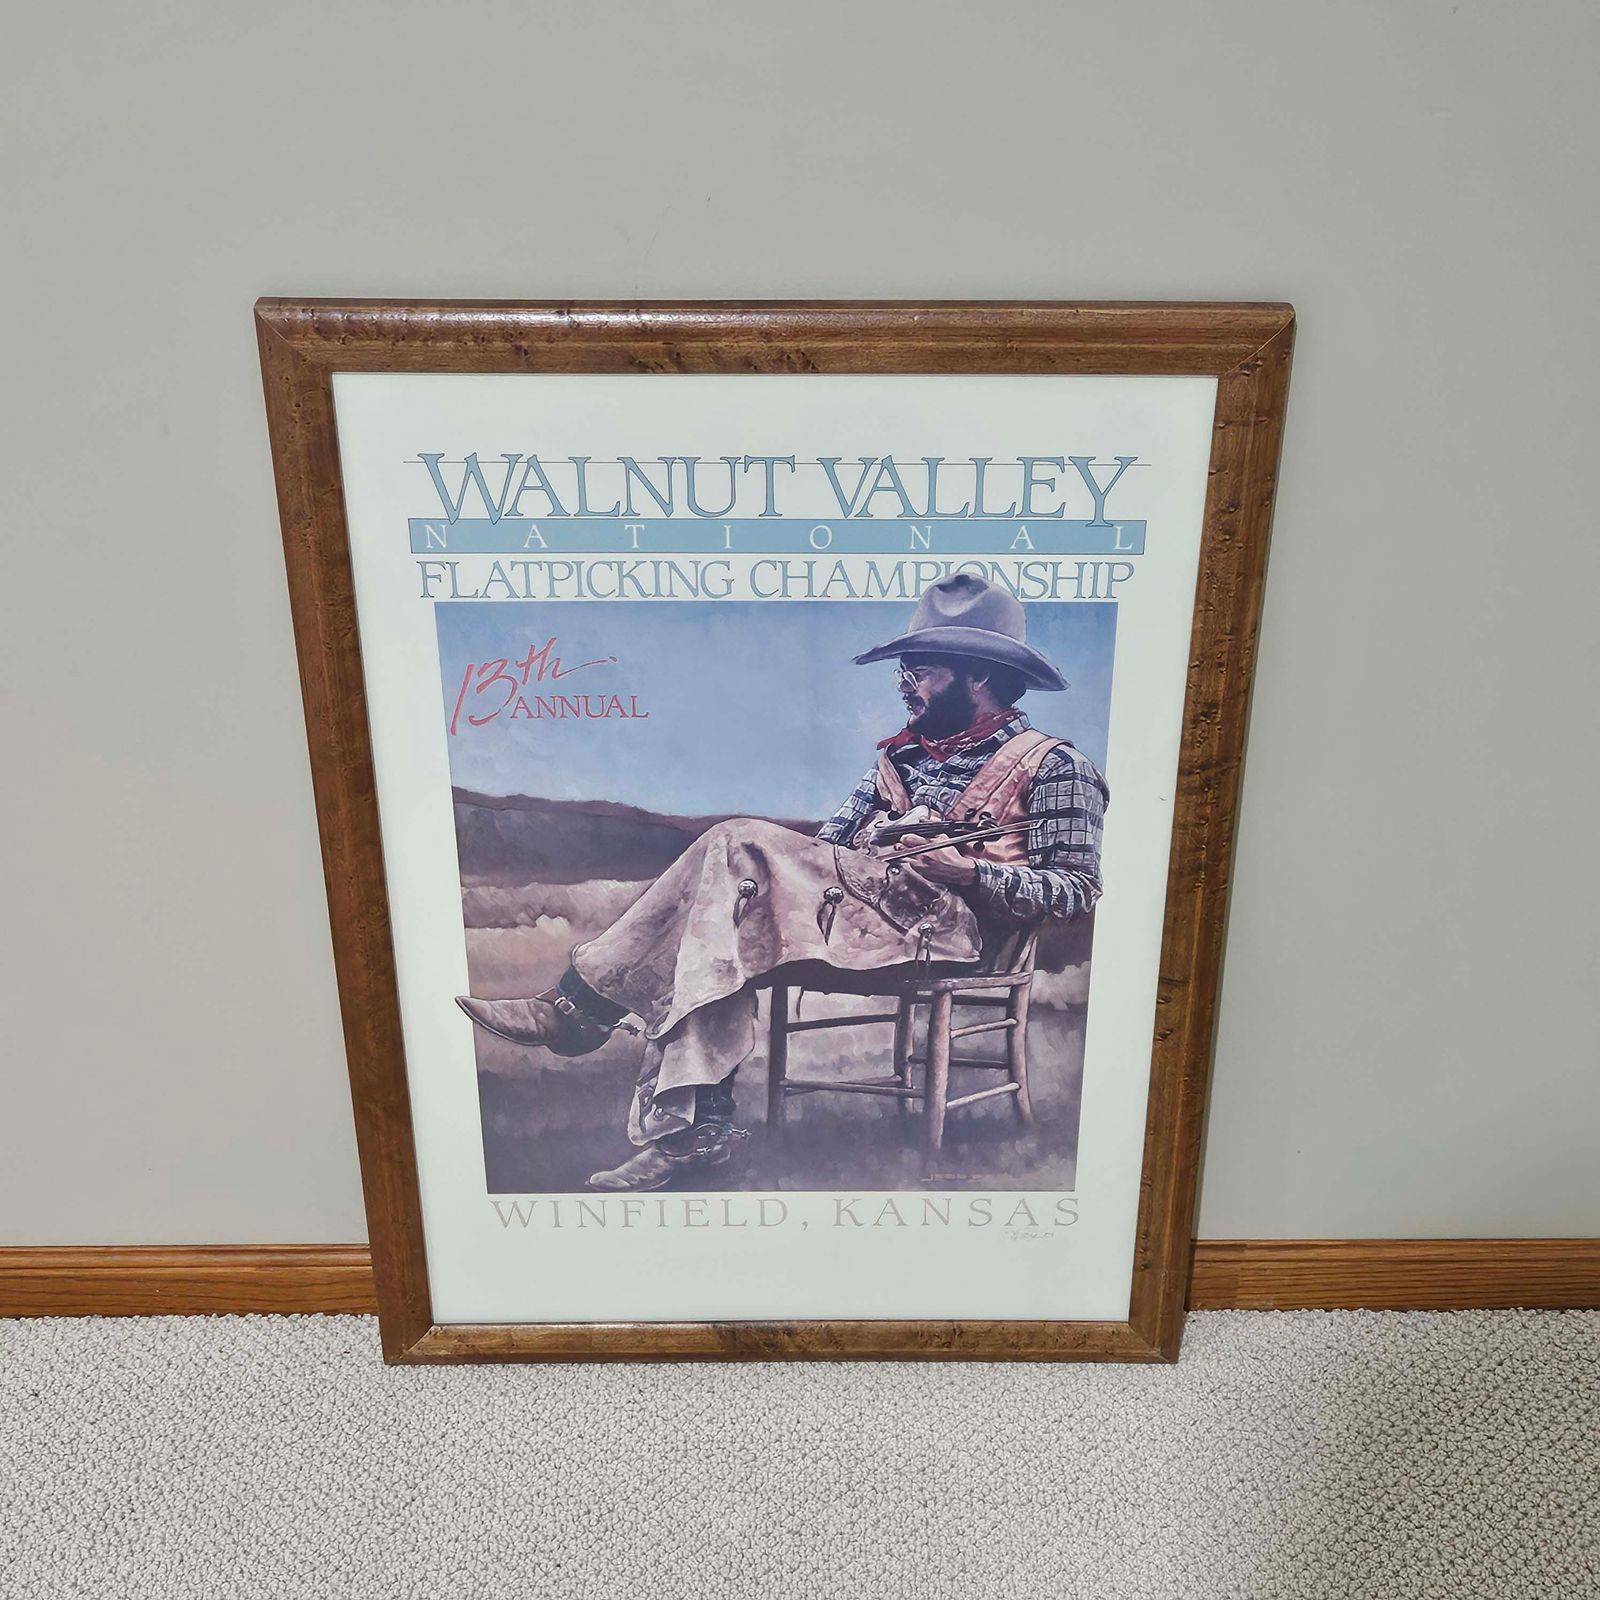 WALNUT VALLEY
NATIONAL
FLATPICKING CHAMPIONSHIP
13th
ANNUAL
WINFIELD, KANSAS